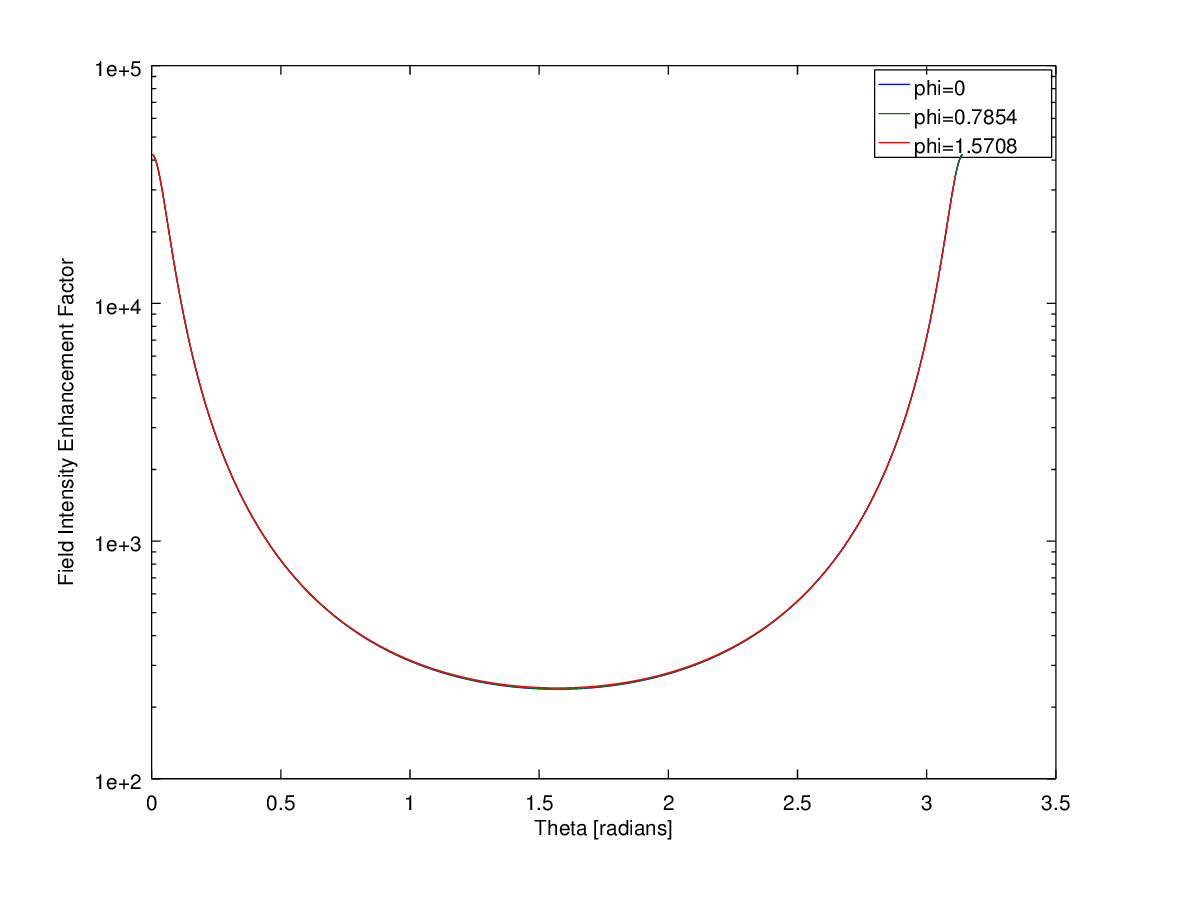 1e+5
phi=0
phi=0.7854
phi=1.5708
Field Intensity Enhancement Factor
1e+4
1e+3
1e+2
0 0.5 1 1.5 2 2.5 3 3.5
Theta [radians]